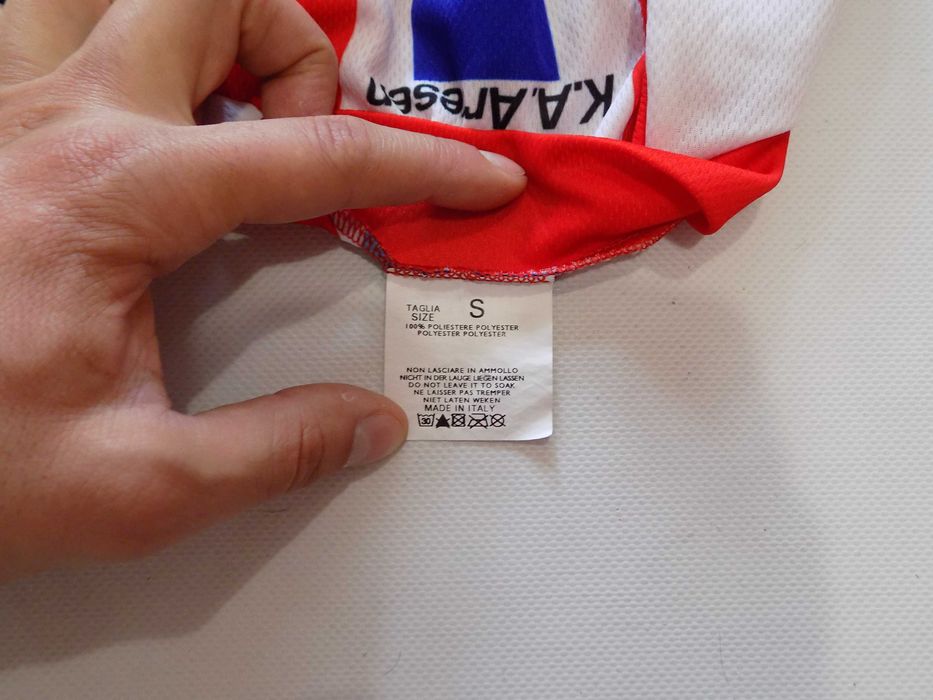 K.A.Aresen
TAGLIA S
SIZE
100% POLIESTERE POLYESTER
POLYESTER POLYESTER
NON LASCIARE IN AMMOLLO
NICHT IN DER LAUGE LIEGEN LASSEN
DO NOT LEAVE IT TO SOAK
NE LAISSER PAS TREMPER
NIET LATEN WEKEN
MADE IN ITALY
30